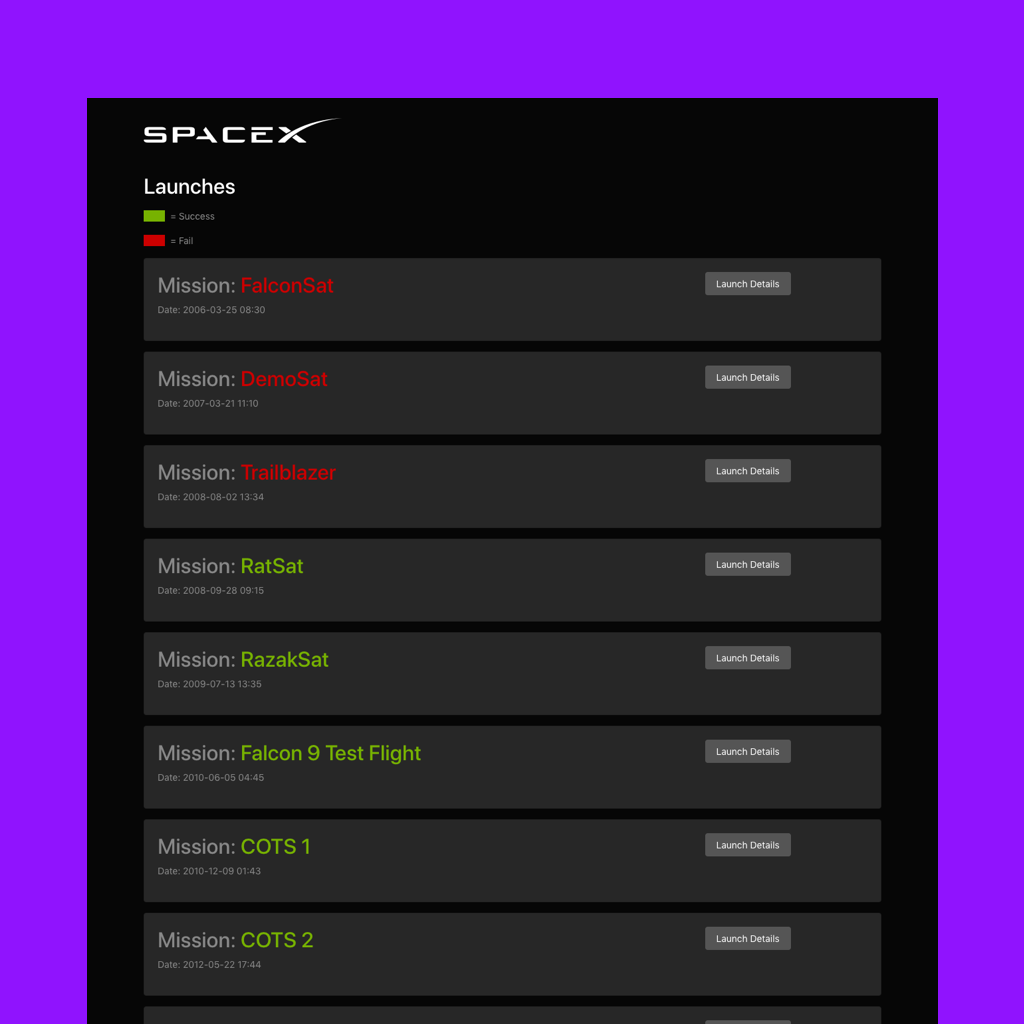 SPACEX
Launches
= Success
= Fail
Mission: FalconSat
Launch Details
Date: 2006-03-25 08:30
Mission: DemoSat
Launch Details
Date: 2007-03-21 11:10
Mission: Trailblazer
Launch Details
Date: 2008-08-02 13:34
Mission: RatSat
Launch Details
Date: 2008-09-28 09:15
Mission: RazakSat
Launch Details
Date: 2009-07-13 13:35
Mission: Falcon 9 Test Flight
Launch Details
Date: 2010-06-05 04:45
Mission: COTS 1
Launch Details
Date: 2010-12-09 01:43
Mission: COTS 2
Launch Details
Date: 2012-05-22 17:44